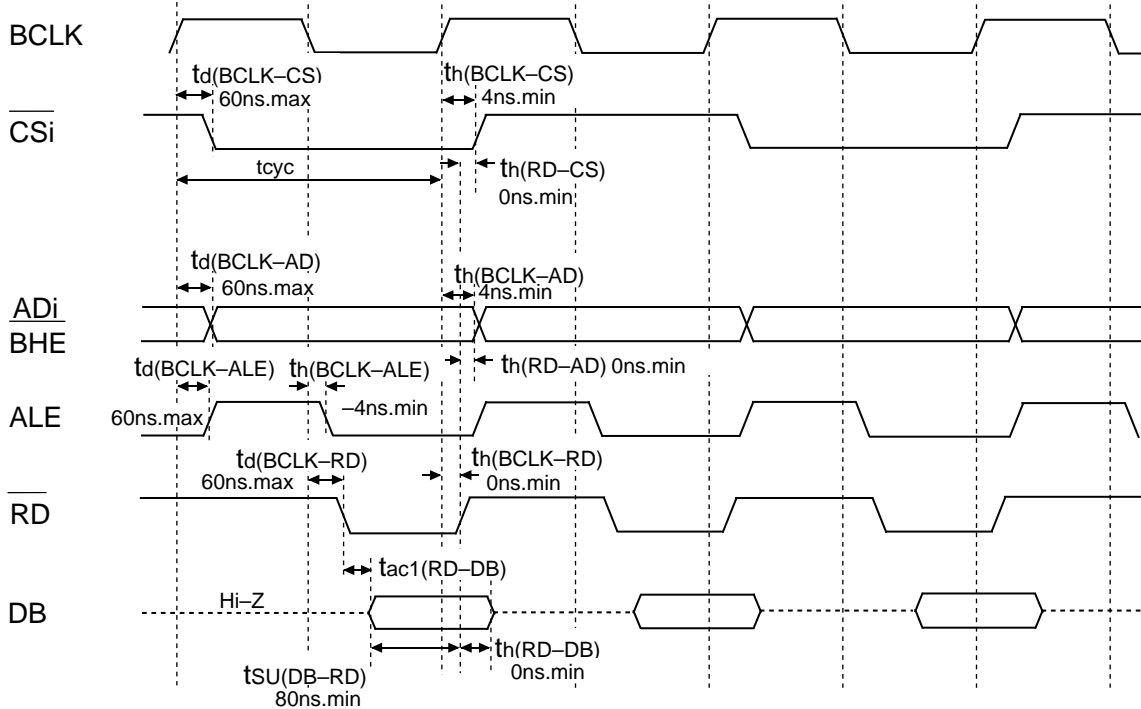 BCLK
td(BCLK–CS)
60ns.max
th(BCLK–CS)
4ns.min
CSi
tcyc
th(RD–CS)
0ns.min
td(BCLK–AD)
60ns.max
th(BCLK–AD)
4ns.min
ADi
BHE
th(RD–AD) 0ns.min
td(BCLK–ALE)
th(BCLK–ALE)
60ns.max
–4ns.min
ALE
td(BCLK–RD)
60ns.max
th(BCLK–RD)
0ns.min
RD
tac1(RD–DB)
Hi–Z
DB
tSU(DB–RD)
80ns.min
th(RD–DB)
0ns.min